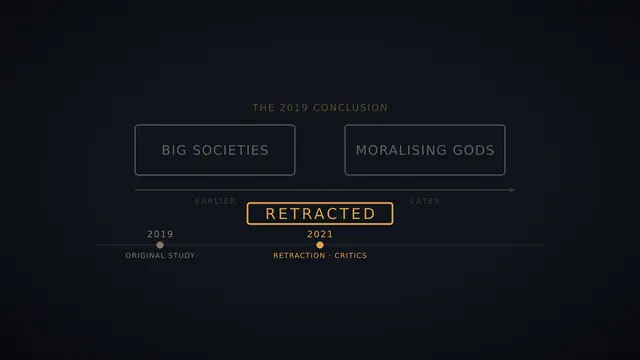 THE 2019 CONCLUSION
BIG SOCIETIES
MORALISING GODS
EARLIER
LATER
RETRACTED
2019
2021
ORIGINAL STUDY
RETRACTION · CRITICS